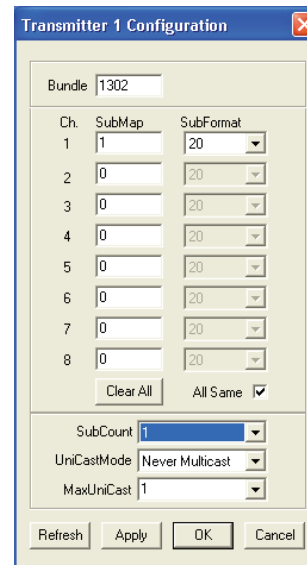 Transmitter 1 Configuration
Bundle 1302
Ch. SubMap SubFormat
1 1 20
2 0 20
3 0 20
4 0 20
5 0 20
6 0 20
7 0 20
8 0 20
Clear All All Same
SubCount 1
UniCastMode Never Multicast
MaxUniCast 1
Refresh Apply OK Cancel